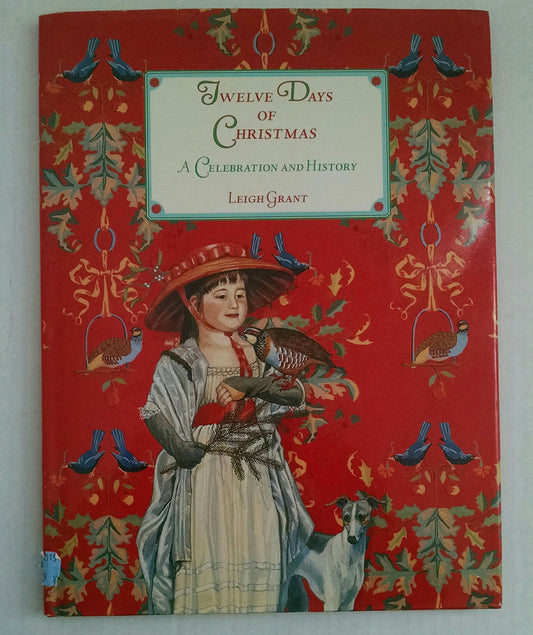 Twelve Days
of
Christmas
A Celebration and History
Leigh Grant